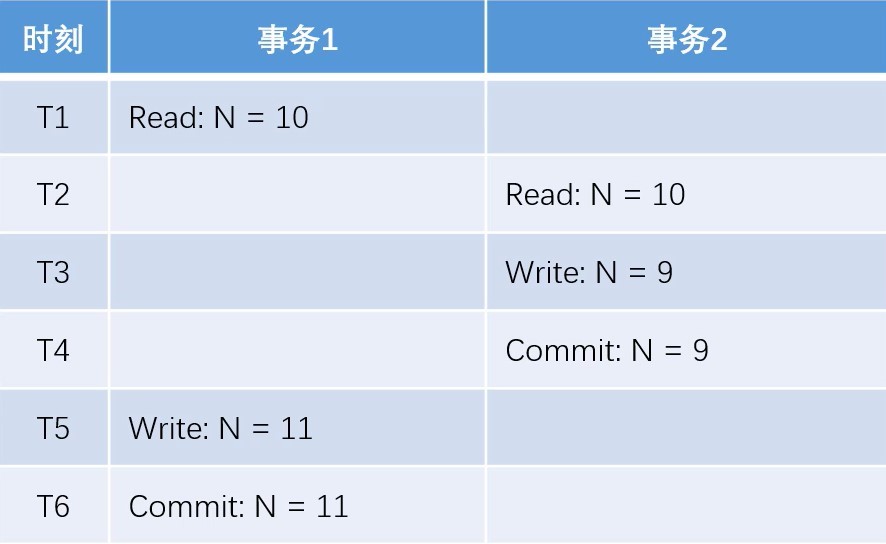 时刻 事务1 事务2
T1 Read: N = 10
T2 Read: N = 10
T3 Write: N = 9
T4 Commit: N = 9
T5 Write: N = 11
T6 Commit: N = 11